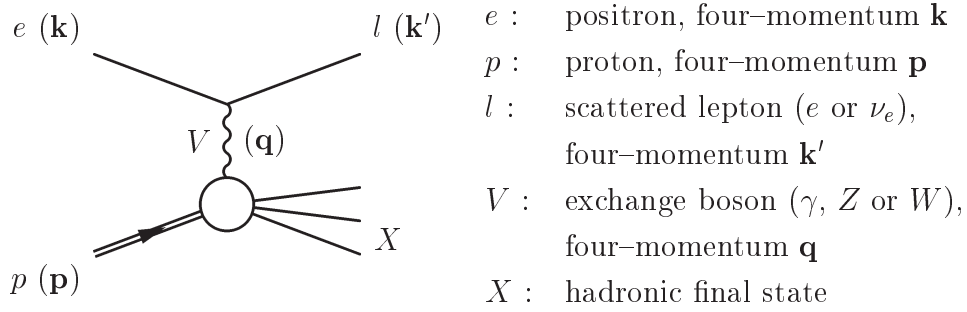 e (k)
l (k′)
V (q)
X
p (p)
e : positron, four–momentum k
p : proton, four–momentum p
l : scattered lepton (e or νₑ),
four–momentum k′
V : exchange boson (γ, Z or W),
four–momentum q
X : hadronic final state